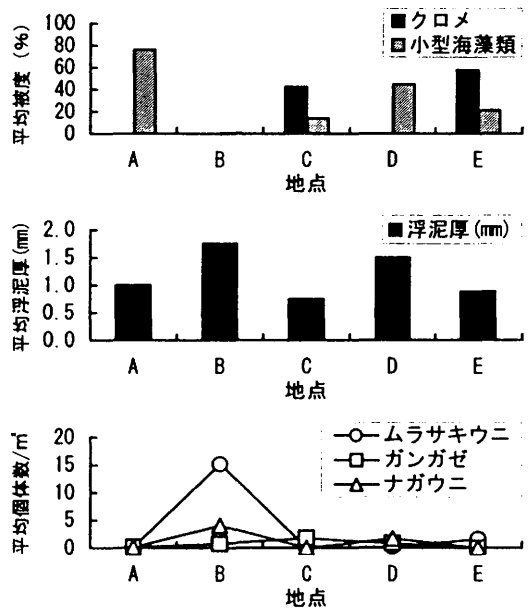 平均被度 (%)
100
80
60
40
20
0
クロメ
小型海藻類
A B C D E
地点
平均浮泥厚(mm)
2.0
1.5
1.0
0.5
0.0
浮泥厚(mm)
A B C D E
地点
平均個体数/㎡
20
15
10
5
0
ムラサキウニ
ガンガゼ
ナガウニ
A B C D E
地点